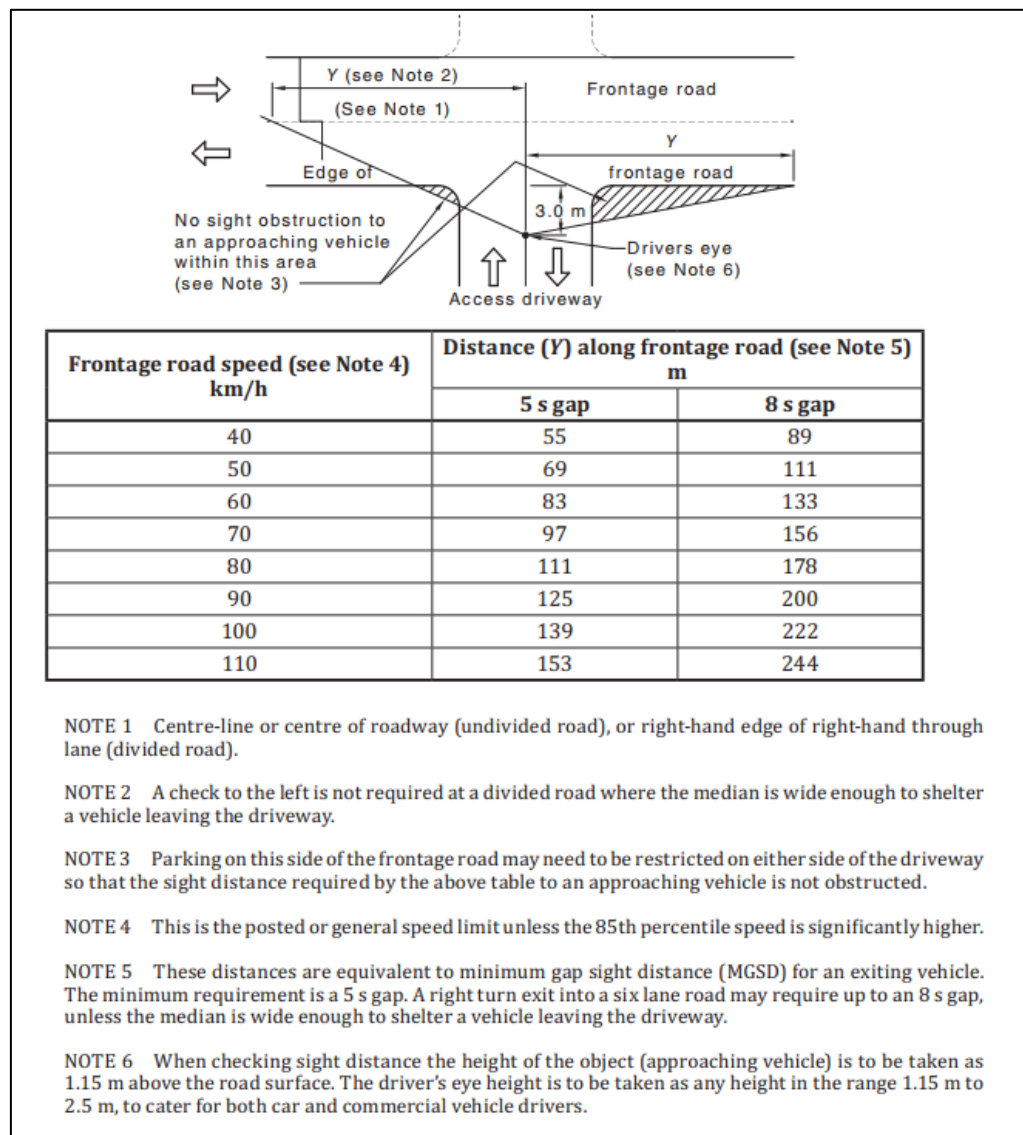 Y (see Note 2)
Frontage road
(See Note 1)
Y
Edge of
frontage road
3.0 m
No sight obstruction to
an approaching vehicle
within this area
(see Note 3)
Drivers eye
(see Note 6)
Access driveway
Frontage road speed (see Note 4)
km/h
Distance (Y) along frontage road (see Note 5)
m
5 s gap 8 s gap
40 55 89
50 69 111
60 83 133
70 97 156
80 111 178
90 125 200
100 139 222
110 153 244
NOTE 1 Centre-line or centre of roadway (undivided road), or right-hand edge of right-hand through
lane (divided road).
NOTE 2 A check to the left is not required at a divided road where the median is wide enough to shelter
a vehicle leaving the driveway.
NOTE 3 Parking on this side of the frontage road may need to be restricted on either side of the driveway
so that the sight distance required by the above table to an approaching vehicle is not obstructed.
NOTE 4 This is the posted or general speed limit unless the 85th percentile speed is significantly higher.
NOTE 5 These distances are equivalent to minimum gap sight distance (MGSD) for an exiting vehicle.
The minimum requirement is a 5 s gap. A right turn exit into a six lane road may require up to an 8 s gap,
unless the median is wide enough to shelter a vehicle leaving the driveway.
NOTE 6 When checking sight distance the height of the object (approaching vehicle) is to be taken as
1.15 m above the road surface. The driver's eye height is to be taken as any height in the range 1.15 m to
2.5 m, to cater for both car and commercial vehicle drivers.